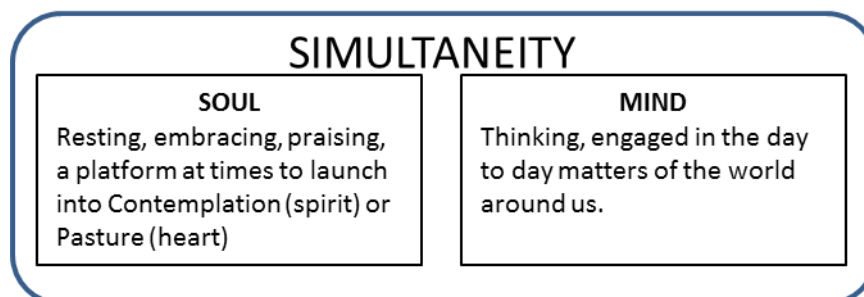 SIMULTANEITY
SOUL
Resting, embracing, praising,
a platform at times to launch
into Contemplation (spirit) or
Pasture (heart)
MIND
Thinking, engaged in the day
to day matters of the world
around us.